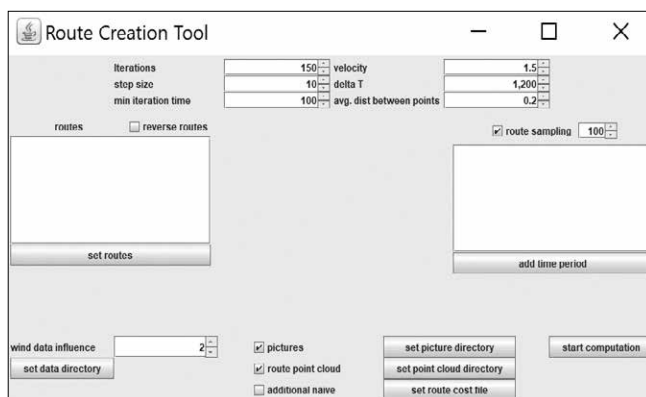 Route Creation Tool
Iterations 150 velocity 1.5
step size 10 delta T 1,200
min iteration time 100 avg. dist between points 0.2
routes reverse routes route sampling 100
set routes
add time period
wind data influence 2 pictures set picture directory start computation
set data directory route point cloud set point cloud directory
additional naive set route cost file